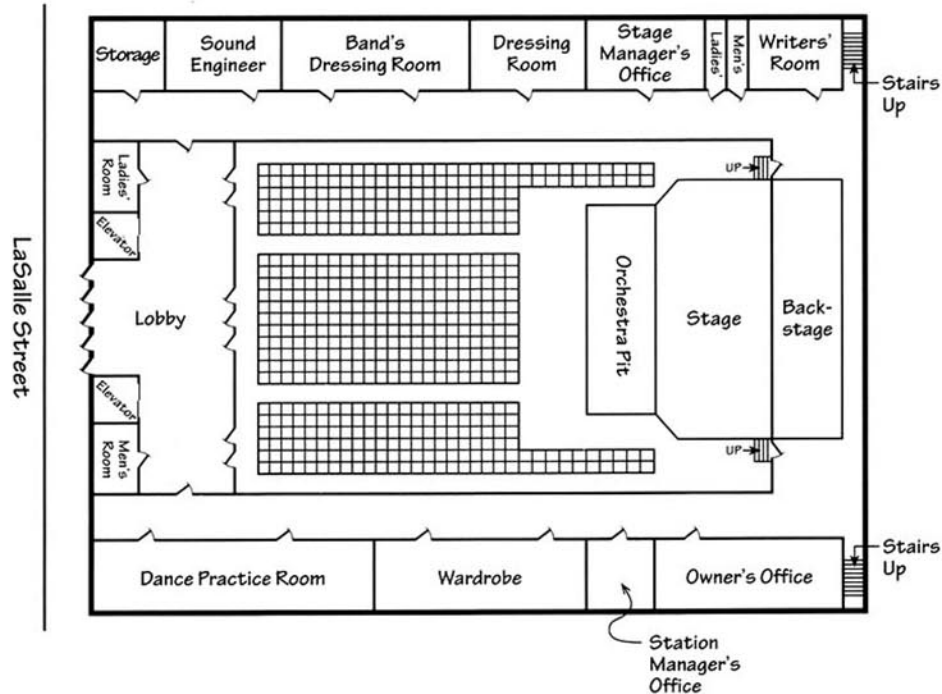 Storage
Sound
Engineer
Band's
Dressing Room
Dressing
Room
Stage
Manager's
Office
Ladies'
Men's
Writers'
Room
Stairs
Up
Ladies'
Room
UP
Elevator
LaSalle Street
Lobby
Orchestra Pit
Stage
Back-
stage
Elevator
Men's
Room
UP
Dance Practice Room
Wardrobe
Owner's Office
Stairs
Up
Station
Manager's
Office